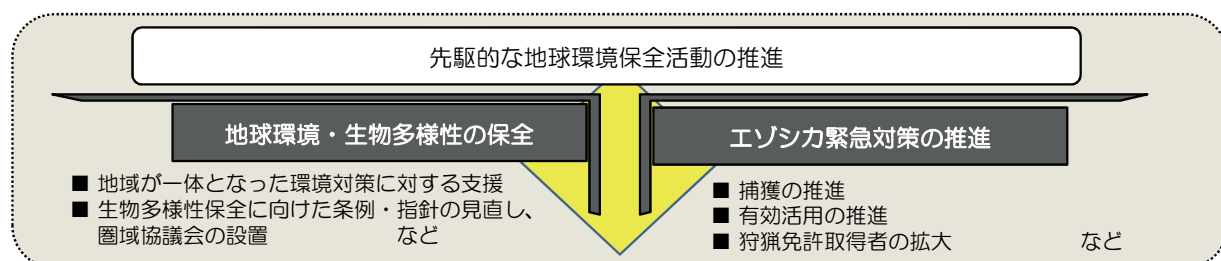 先駆的な地球環境保全活動の推進
地球環境・生物多様性の保全
■ 地域が一体となった環境対策に対する支援
■ 生物多様性保全に向けた条例・指針の見直し、
圏域協議会の設置 など
エゾシカ緊急対策の推進
■ 捕獲の推進
■ 有効活用の推進
■ 狩猟免許取得者の拡大 など